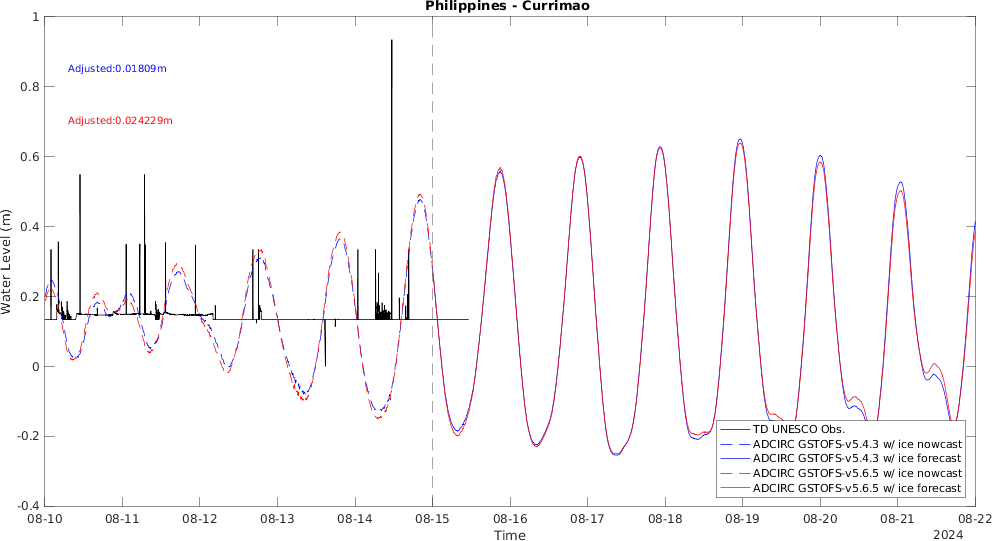 Philippines - Currimao
1
0.8
0.6
0.4
0.2
0
-0.2
-0.4
Water Level (m)
Adjusted:0.01809m
Adjusted:0.024229m
TD UNESCO Obs.
ADCIRC GSTOFS-v5.4.3 w/ ice nowcast
ADCIRC GSTOFS-v5.4.3 w/ ice forecast
ADCIRC GSTOFS-v5.6.5 w/ ice nowcast
ADCIRC GSTOFS-v5.6.5 w/ ice forecast
08-10 08-11 08-12 08-13 08-14 08-15 08-16 08-17 08-18 08-19 08-20 08-21 08-22
Time
2024